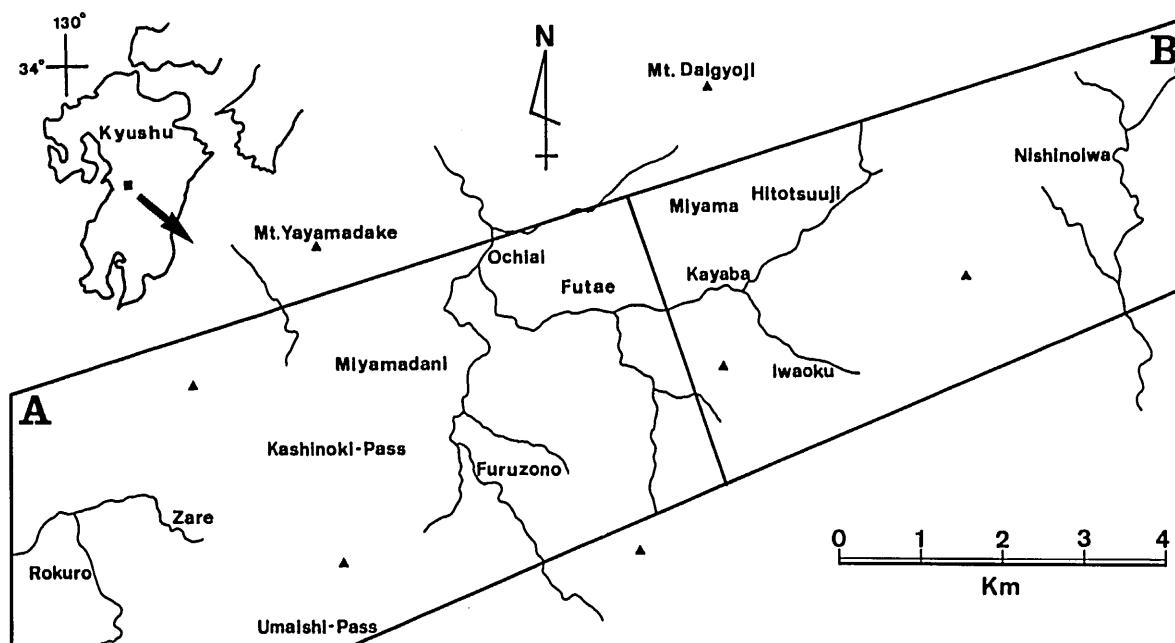 130°
34°
Kyushu
N
Mt. Daigyoji
B
Nishinoiwa
Hitotsuuji
Miyama
Mt. Yayamadake
Ochiai
Kayaba
Futae
Miyamadani
Iwaoku
A
Kashinoki-Pass
Furuzono
Zare
Rokuro
Umaishi-Pass
0 1 2 3 4
Km